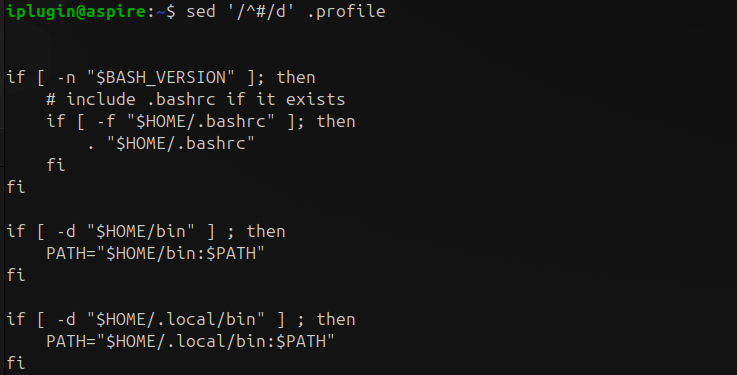 iplugin@aspire:~$ sed '/^#/d' .profile
if [ -n "$BASH_VERSION" ]; then
    # include .bashrc if it exists
    if [ -f "$HOME/.bashrc" ]; then
        . "$HOME/.bashrc"
    fi
fi
if [ -d "$HOME/bin" ] ; then
    PATH="$HOME/bin:$PATH"
fi
if [ -d "$HOME/.local/bin" ] ; then
    PATH="$HOME/.local/bin:$PATH"
fi